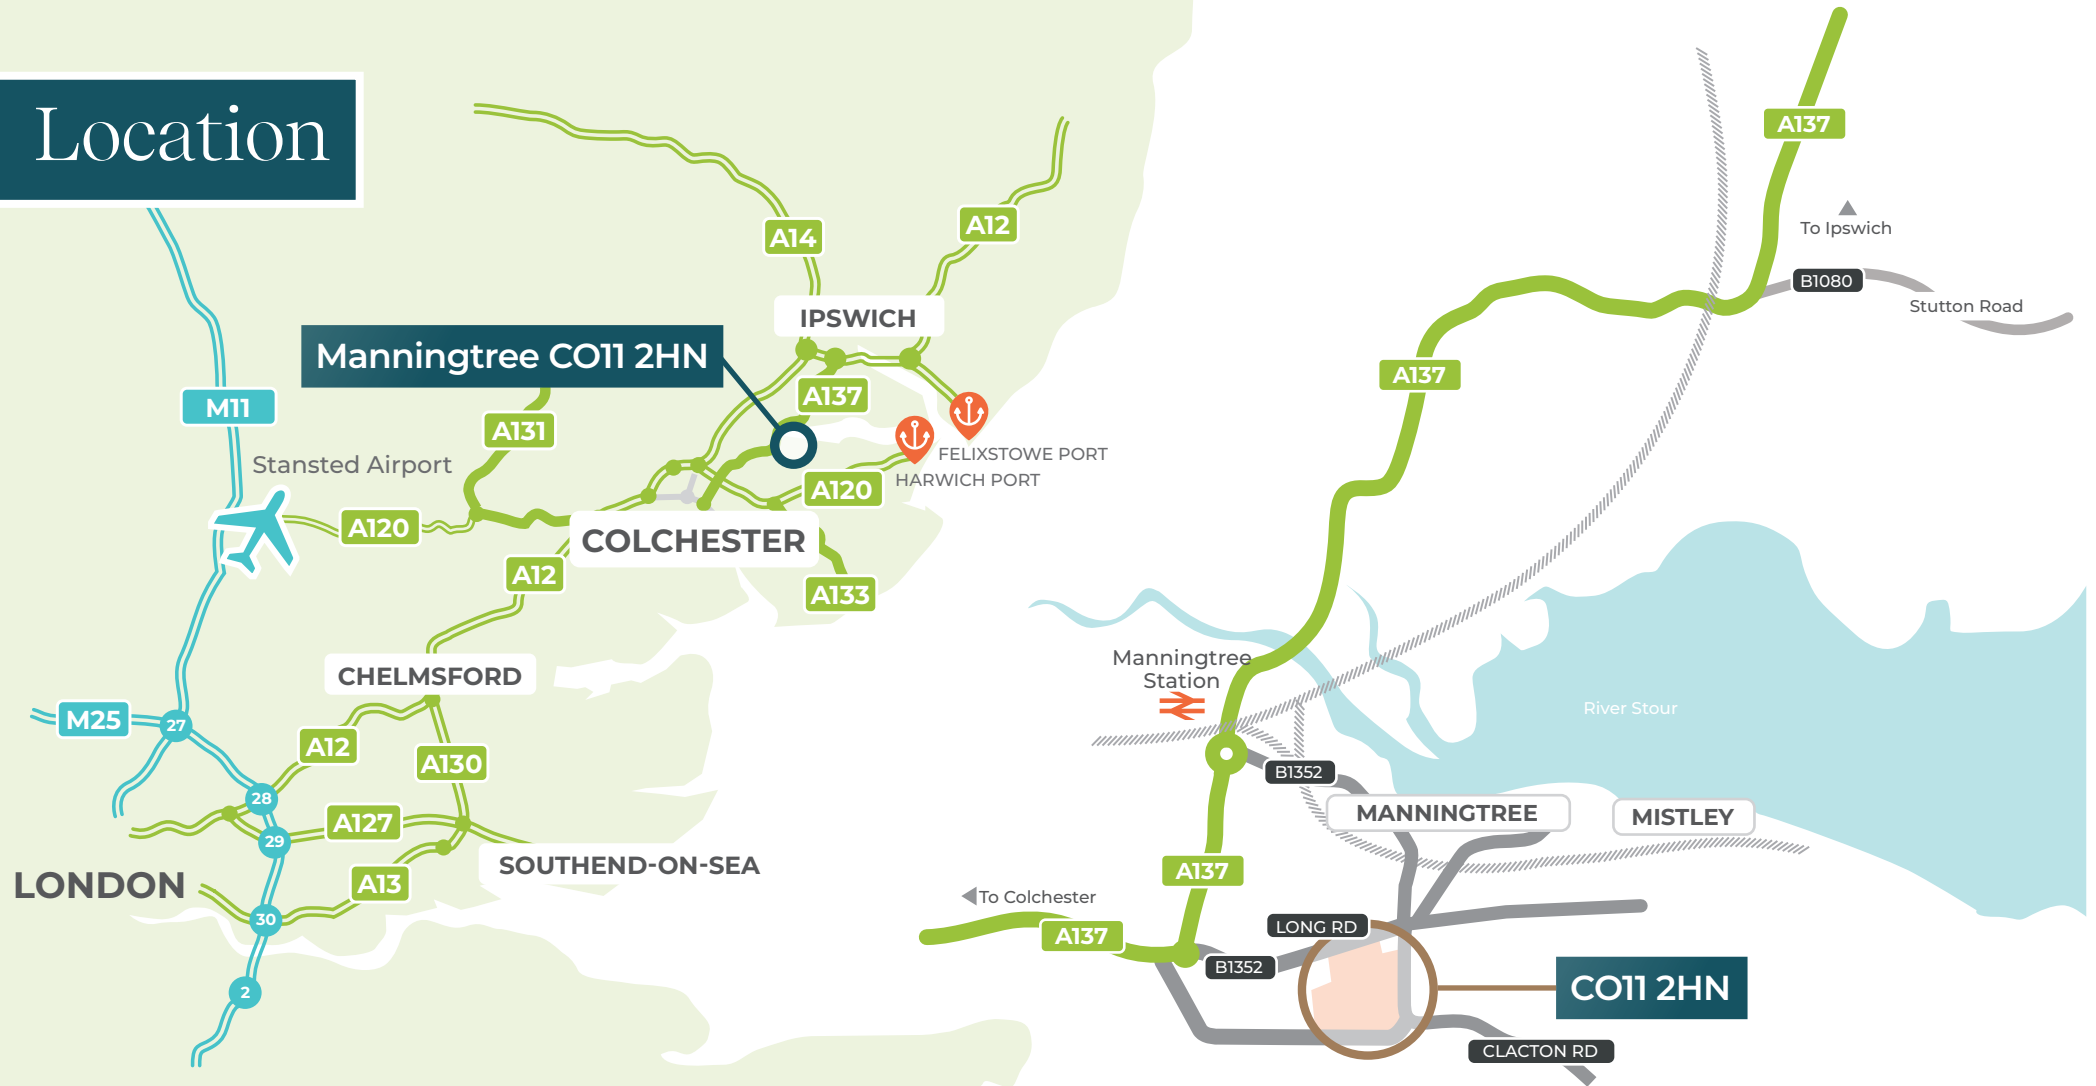 Location
A14
A12
IPSWICH
Manningtree CO11 2HN
A137
M11
A131
Stansted Airport
FELIXSTOWE PORT
HARWICH PORT
A120
A120
COLCHESTER
A12
A133
CHELMSFORD
M25
27
A12
A130
28
A127
29
SOUTHEND-ON-SEA
LONDON
A13
30
2
A137
To Ipswich
B1080
Stutton Road
A137
Manningtree
Station
River Stour
B1352
MANNINGTREE
MISTLEY
A137
To Colchester
A137
LONG RD
B1352
CO11 2HN
CLACTON RD